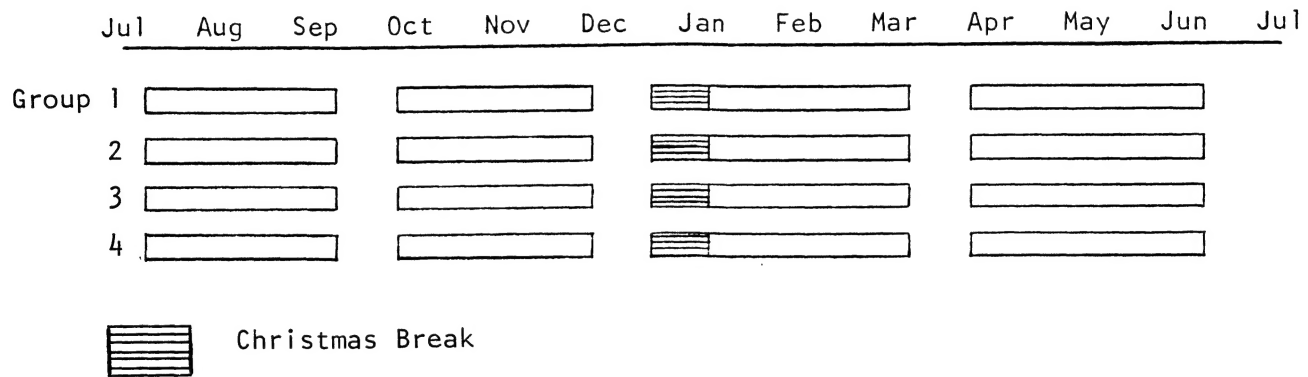 Jul Aug Sep Oct Nov Dec Jan Feb Mar Apr May Jun Jul
Group 1
2
3
4
Christmas Break